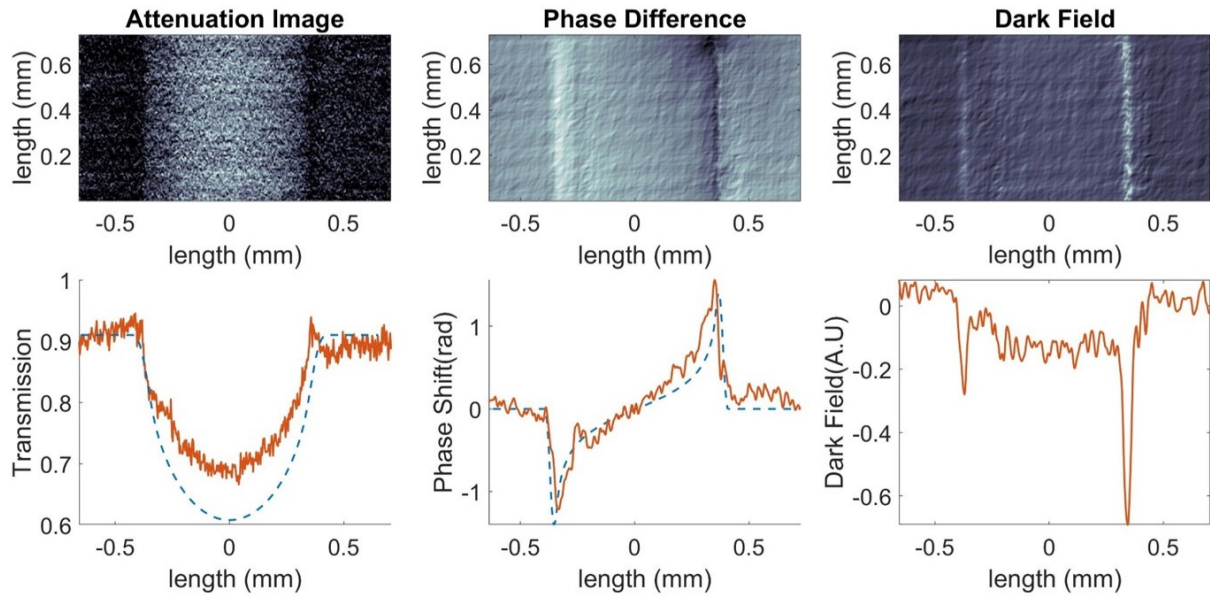 Attenuation Image
length (mm)
0.6
0.4
0.2
-0.5
0
0.5
length (mm)
Phase Difference
length (mm)
0.6
0.4
0.2
-0.5
0
0.5
length (mm)
Dark Field
length (mm)
0.6
0.4
0.2
-0.5
0
0.5
length (mm)
Transmission
1
0.9
0.8
0.7
0.6
-0.5
0
0.5
length (mm)
Phase Shift(rad)
1
0
-1
-0.5
0
0.5
length (mm)
Dark Field(A.U)
0
-0.2
-0.4
-0.6
-0.5
0
0.5
length (mm)